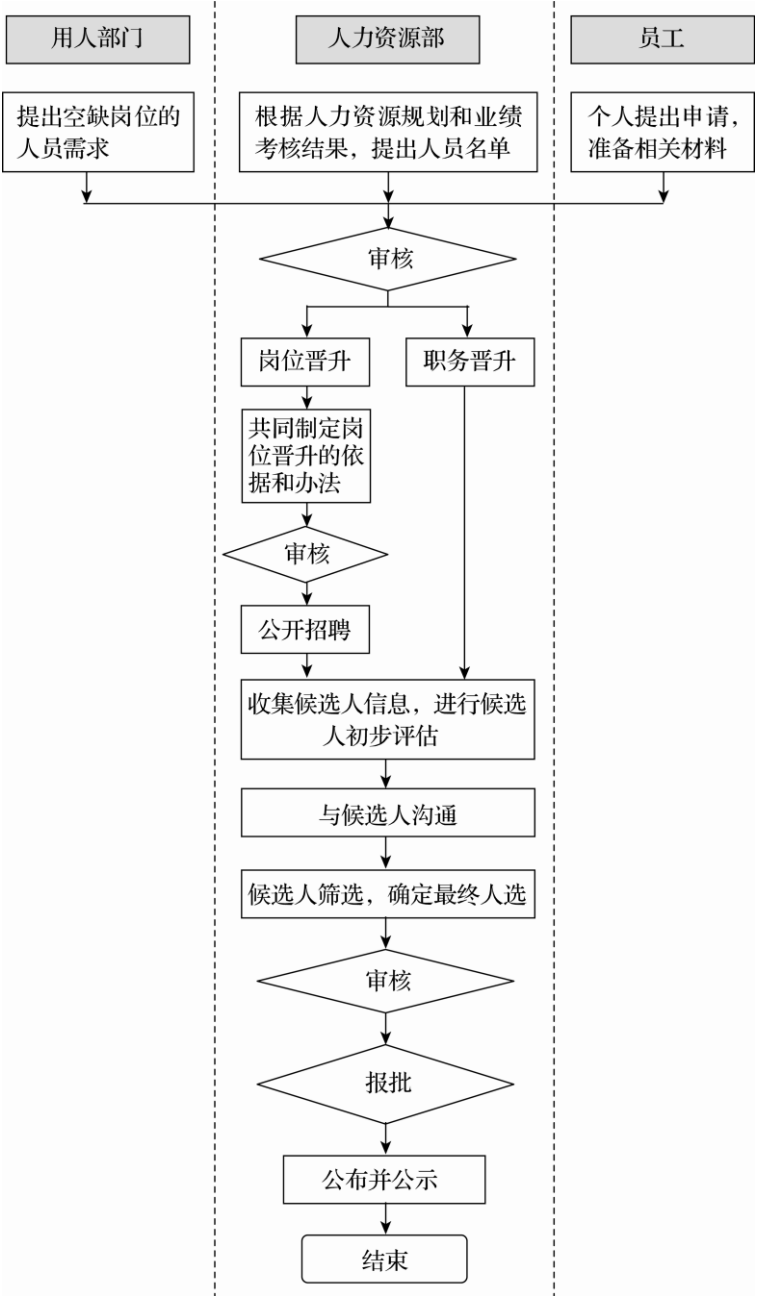 用人部门
人力资源部
员工
提出空缺岗位的
人员需求
根据人力资源规划和业绩
考核结果，提出人员名单
个人提出申请，
准备相关材料
审核
岗位晋升
职务晋升
共同制定岗
位晋升的依
据和办法
审核
公开招聘
收集候选人信息，进行候选
人初步评估
与候选人沟通
候选人筛选，确定最终人选
审核
报批
公布并公示
结束